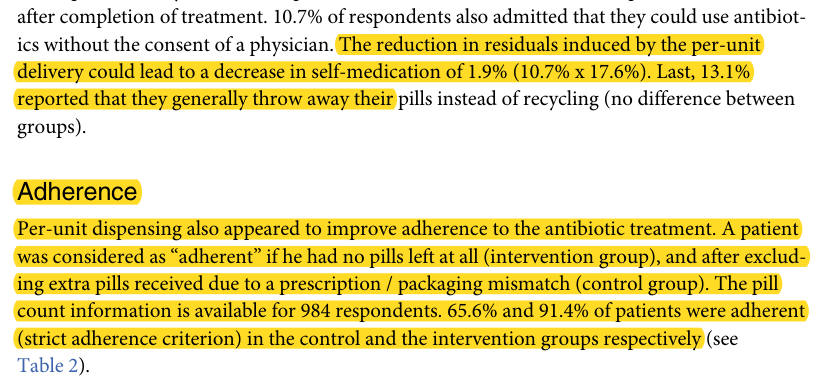 after completion of treatment. 10.7% of respondents also admitted that they could use antibiot-
ics without the consent of a physician. The reduction in residuals induced by the per-unit
delivery could lead to a decrease in self-medication of 1.9% (10.7% x 17.6%). Last, 13.1%
reported that they generally throw away their pills instead of recycling (no difference between
groups).
Adherence
Per-unit dispensing also appeared to improve adherence to the antibiotic treatment. A patient
was considered as “adherent” if he had no pills left at all (intervention group), and after exclud-
ing extra pills received due to a prescription / packaging mismatch (control group). The pill
count information is available for 984 respondents. 65.6% and 91.4% of patients were adherent
(strict adherence criterion) in the control and the intervention groups respectively (see
Table 2).